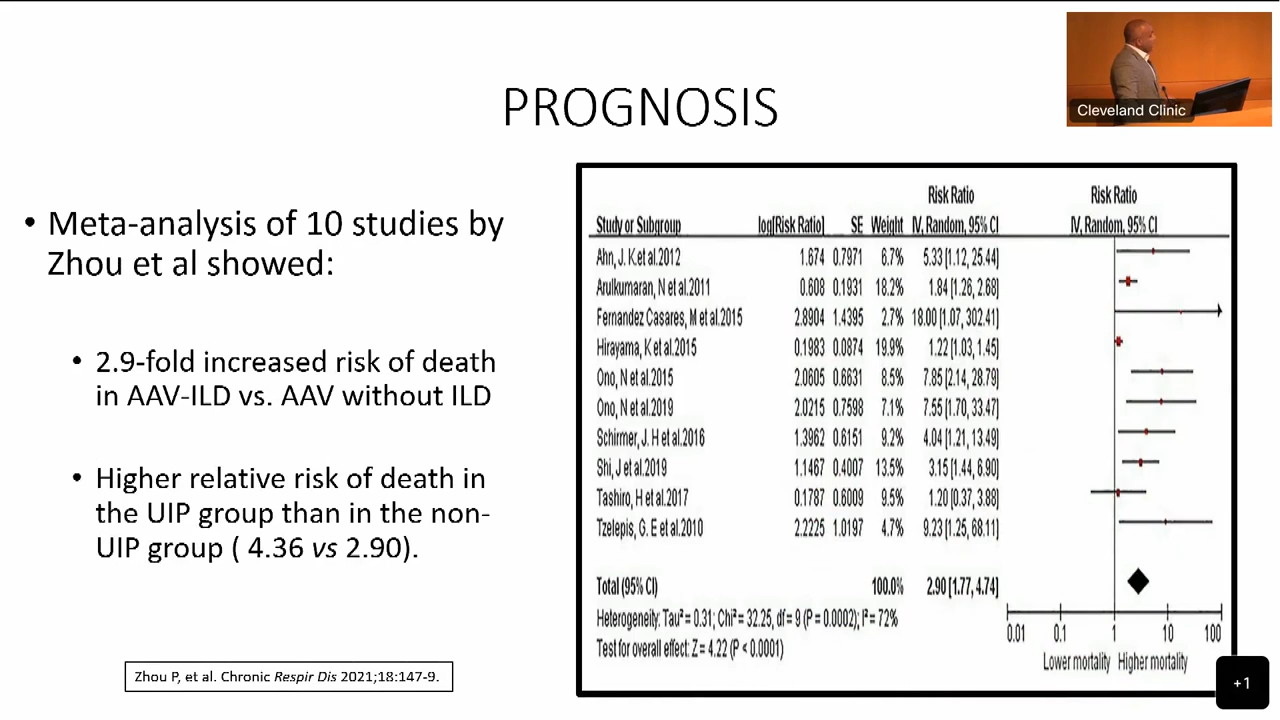 Cleveland Clinic
PROGNOSIS
• Meta-analysis of 10 studies by
Zhou et al showed:
• 2.9-fold increased risk of death
in AAV-ILD vs. AAV without ILD
• Higher relative risk of death in
the UIP group than in the non-
UIP group ( 4.36 vs 2.90).
Zhou P, et al. Chronic Respir Dis 2021;18:147-9.
Risk Ratio Risk Ratio
Study or Subgroup log[Risk Ratio] SE Weight IV, Random, 95% CI IV, Random, 95% CI
Ahn, J. K.et al.2012 1.674 0.7971 6.7% 5.33 [1.12, 25.44]
Arulkumaran, N et al.2011 0.608 0.1931 18.2% 1.84 [1.26, 2.68]
Fernandez Casares, M et al.2015 2.8904 1.4395 2.7% 18.00 [1.07, 302.41]
Hirayama, K et al.2015 0.1983 0.0874 19.9% 1.22 [1.03, 1.45]
Ono, N et al.2015 2.0605 0.6631 8.5% 7.85 [2.14, 28.79]
Ono, N et al.2019 2.0215 0.7598 7.1% 7.55 [1.70, 33.47]
Schirmer, J. H et al.2016 1.3962 0.6151 9.2% 4.04 [1.21, 13.49]
Shi, J et al.2019 1.1467 0.4007 13.5% 3.15 [1.44, 6.90]
Tashiro, H et al.2017 0.1787 0.6009 9.5% 1.20 [0.37, 3.88]
Tzelepis, G. E et al.2010 2.2225 1.0197 4.7% 9.23 [1.25, 68.11]
Total (95% CI) 100.0% 2.90 [1.77, 4.74]
Heterogeneity: Tau² = 0.31; Chi² = 32.25, df = 9 (P = 0.0002); I² = 72%
Test for overall effect: Z = 4.22 (P < 0.0001)
0.01 0.1 1 10 100
Lower mortality Higher mortality
+1